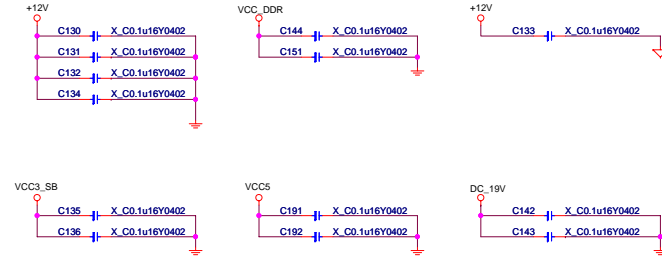 +12V
C130 X_C0.1u16Y0402
C131 X_C0.1u16Y0402
C132 X_C0.1u16Y0402
C134 X_C0.1u16Y0402
VCC_DDR
C144 X_C0.1u16Y0402
C151 X_C0.1u16Y0402
+12V
C133 X_C0.1u16Y0402
VCC3_SB
C135 X_C0.1u16Y0402
C136 X_C0.1u16Y0402
VCC5
C191 X_C0.1u16Y0402
C192 X_C0.1u16Y0402
DC_19V
C142 X_C0.1u16Y0402
C143 X_C0.1u16Y0402